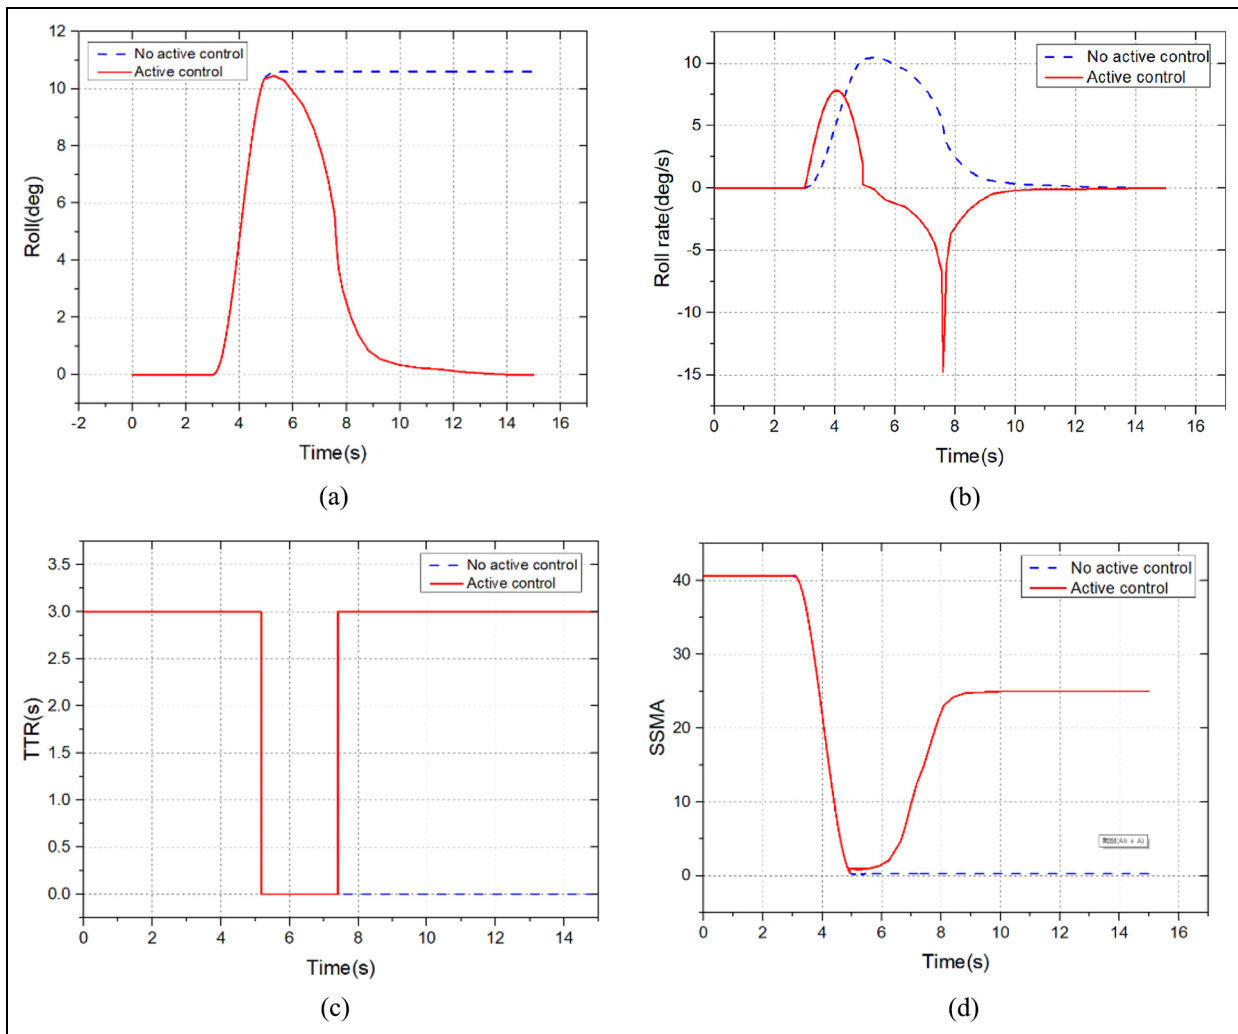 12
10
8
6
4
2
0
Roll(deg)
No active control
Active control
-2 0 2 4 6 8 10 12 14 16
Time(s)
(a)
10
5
0
-5
-10
-15
Roll rate(deg/s)
No active control
Active control
0 2 4 6 8 10 12 14 16
Time(s)
(b)
3.5
3.0
2.5
2.0
1.5
1.0
0.5
0.0
TTR(s)
No active control
Active control
0 2 4 6 8 10 12 14
Time(s)
(c)
40
30
20
10
0
SSMA
No active control
Active control
(Alt + A)
0 2 4 6 8 10 12 14 16
Time(s)
(d)